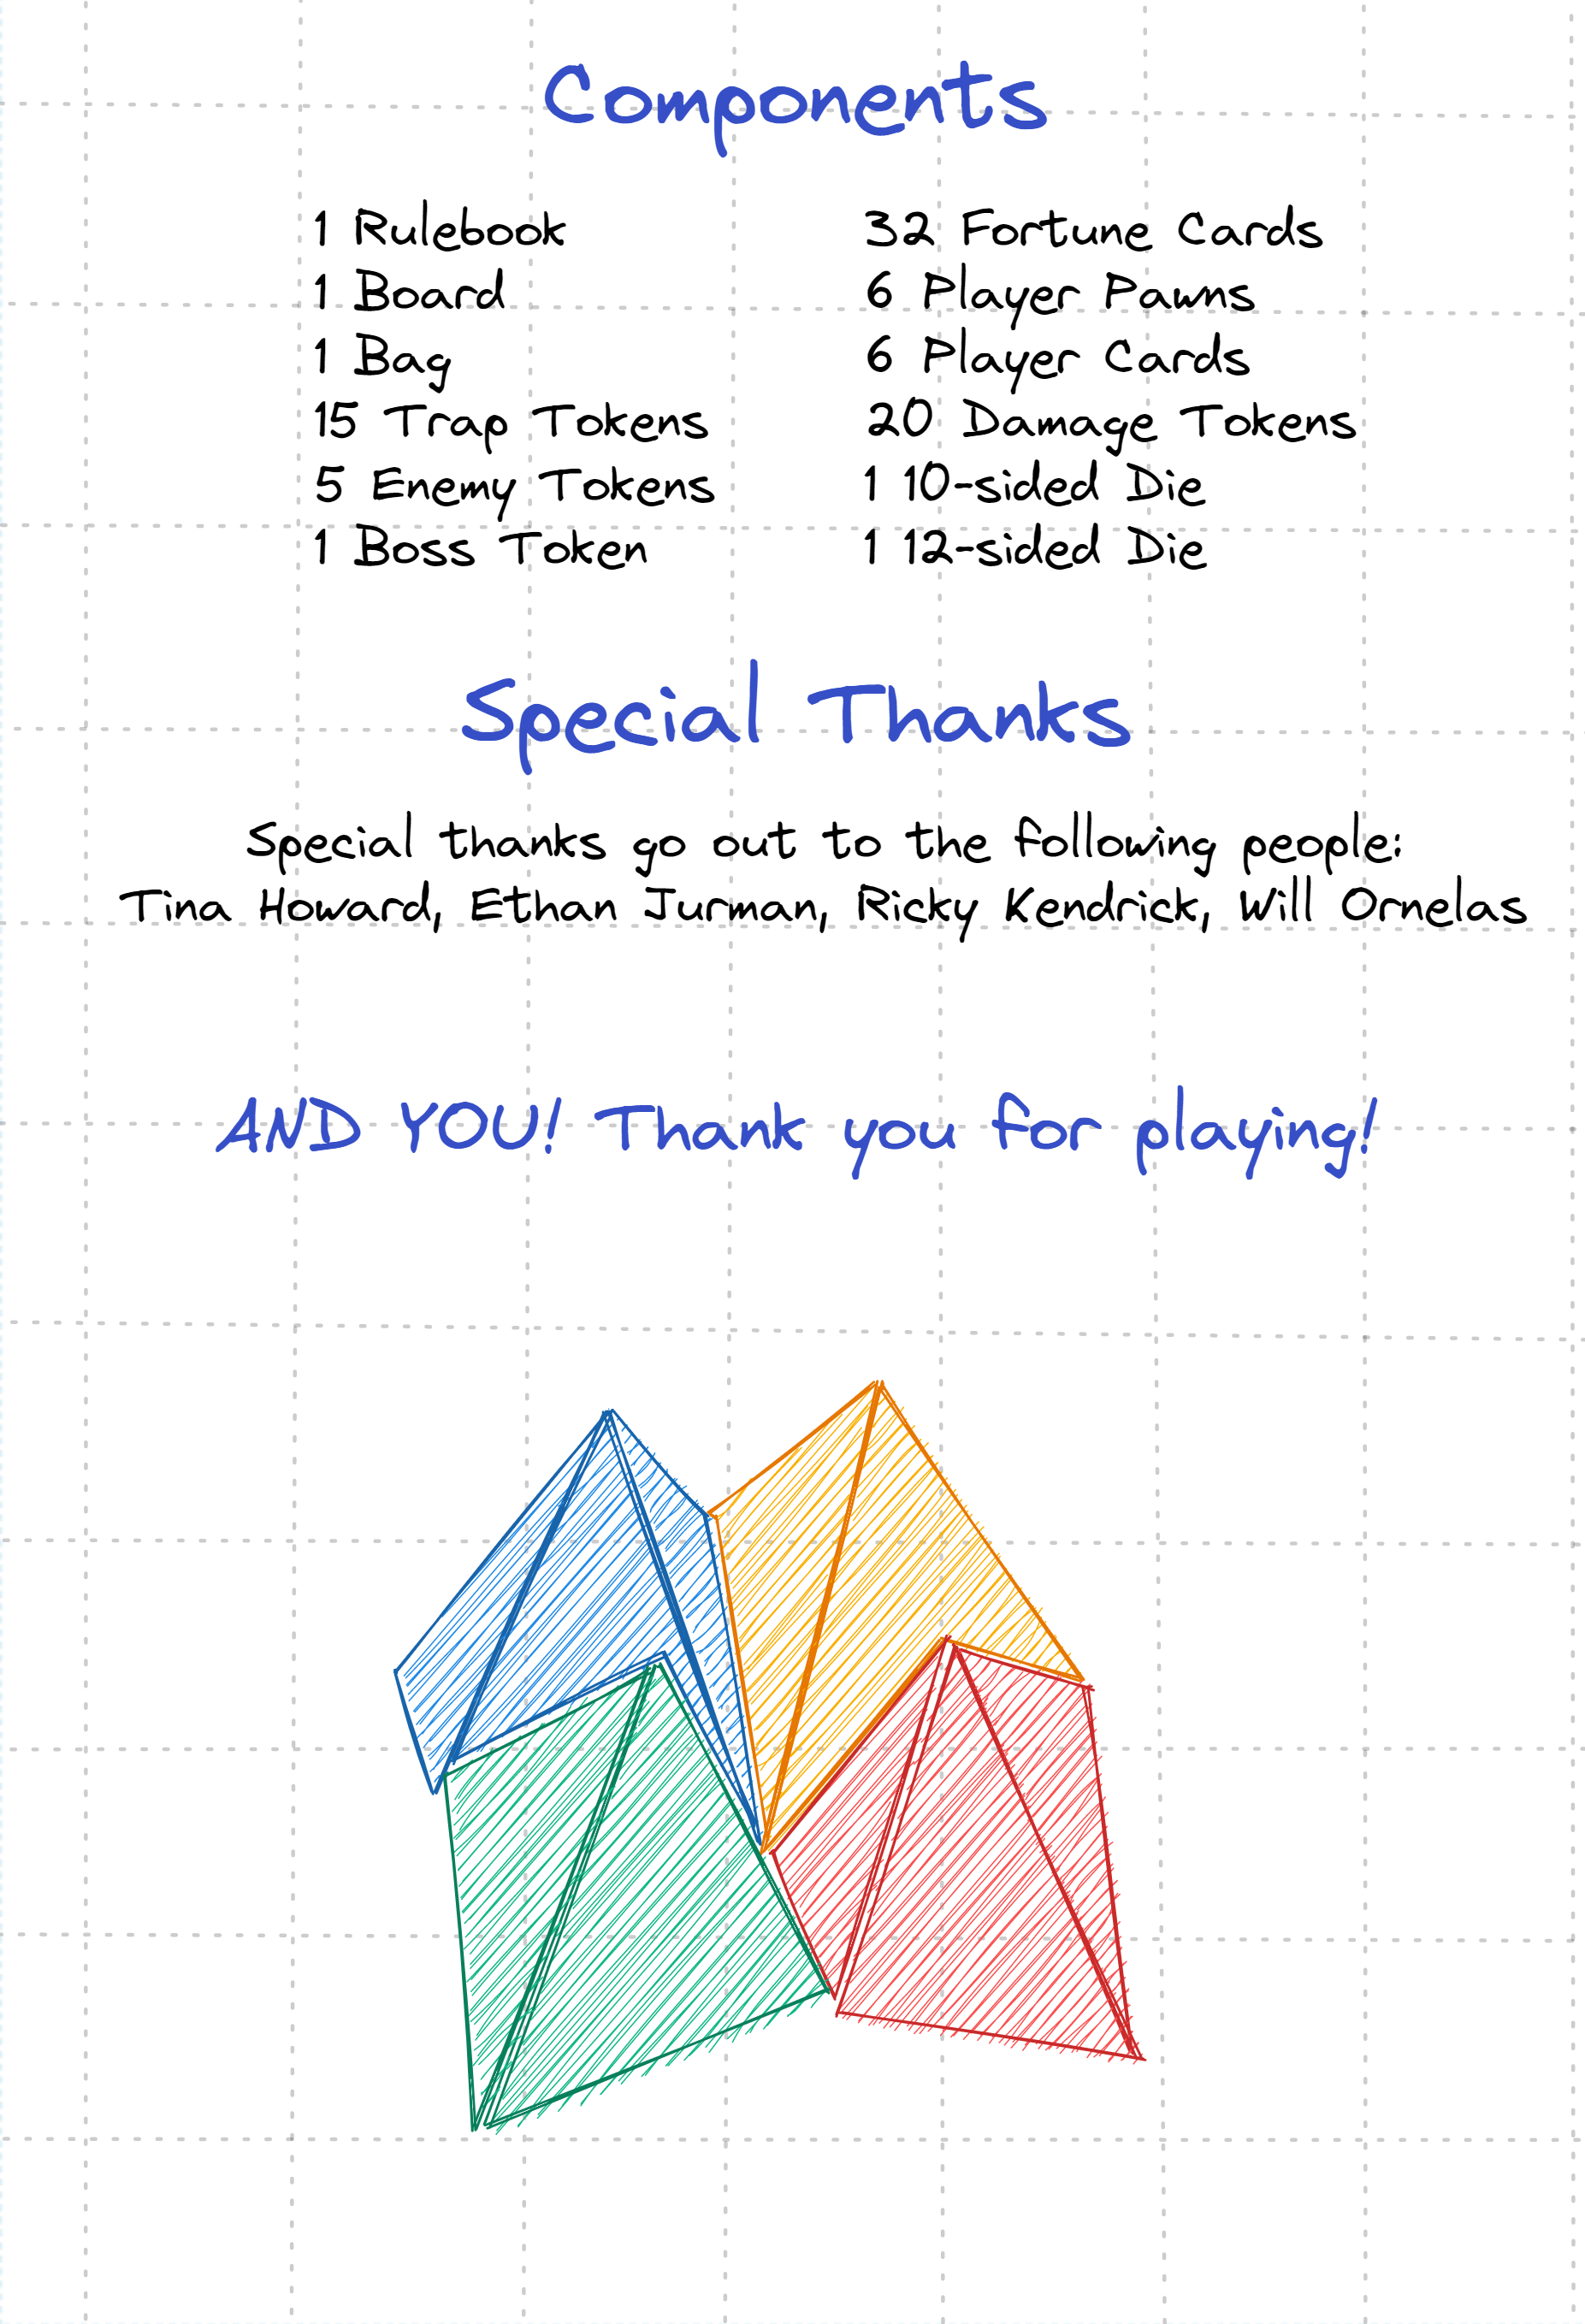 Components
1 Rulebook
1 Board
1 Bag
15 Trap Tokens
5 Enemy Tokens
1 Boss Token
32 Fortune Cards
6 Player Pawns
6 Player Cards
20 Damage Tokens
1 10-sided Die
1 12-sided Die
Special Thanks
Special thanks go out to the following people:
Tina Howard, Ethan Jurman, Ricky Kendrick, Will Ornelas
AND YOU! Thank you for playing!